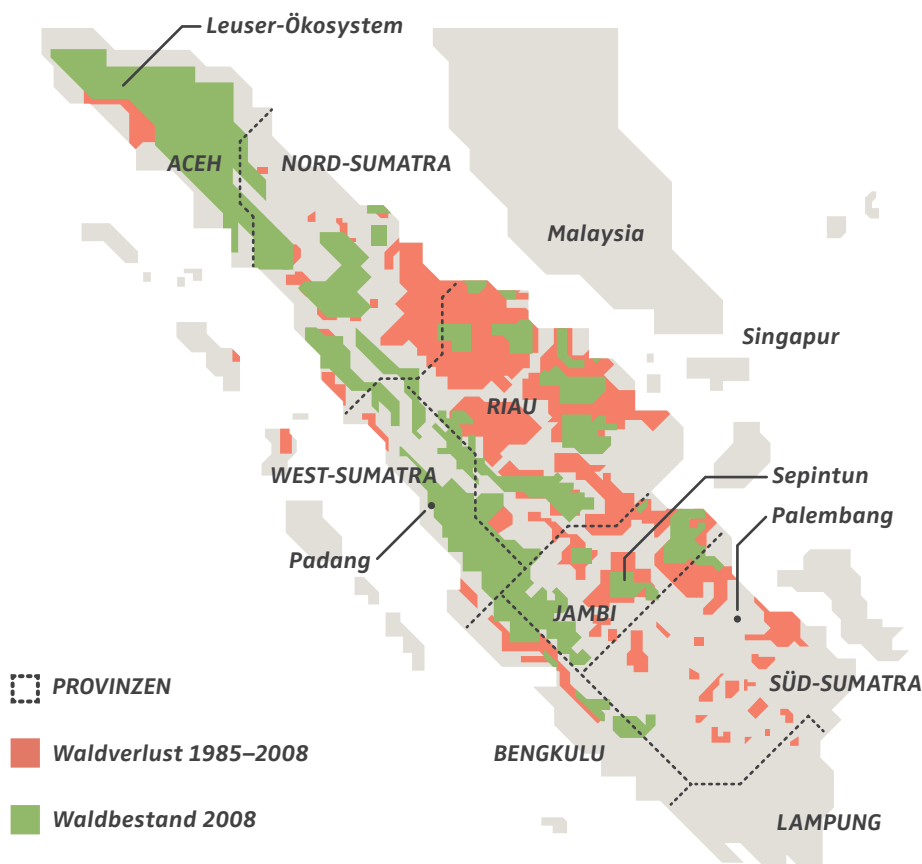 Leuser-Ökosystem
ACEH
NORD-SUMATRA
Malaysia
Singapur
RIAU
WEST-SUMATRA
Sepintun
Palembang
Padang
JAMBI
PROVINZEN
SÜD-SUMATRA
Waldverlust 1985–2008
BENGKULU
Waldbestand 2008
LAMPUNG